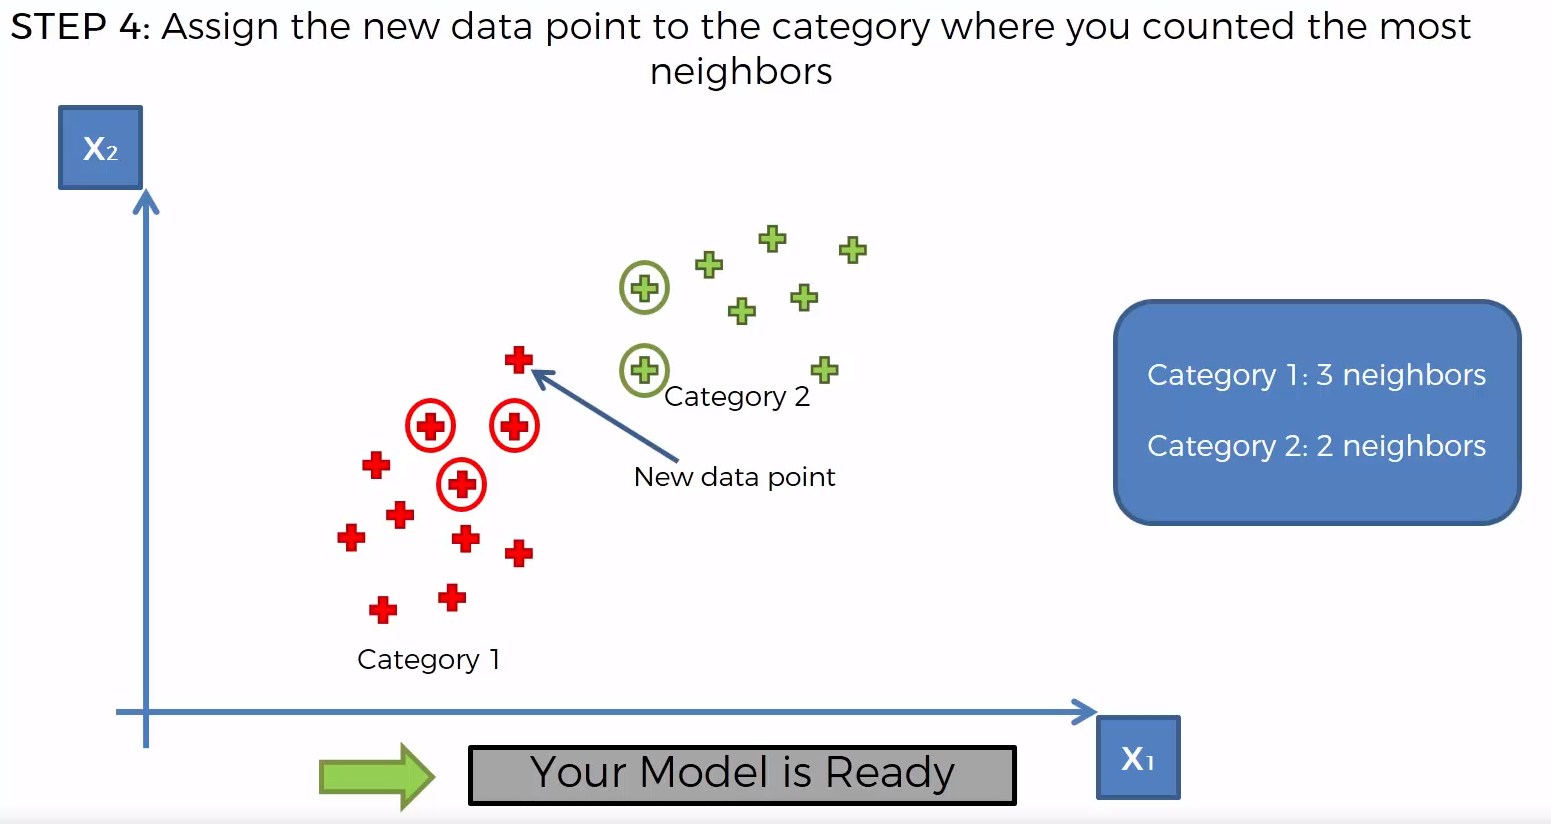 STEP 4: Assign the new data point to the category where you counted the most
neighbors
X2
Category 2
New data point
Category 1: 3 neighbors
Category 2: 2 neighbors
Category 1
X1
Your Model is Ready